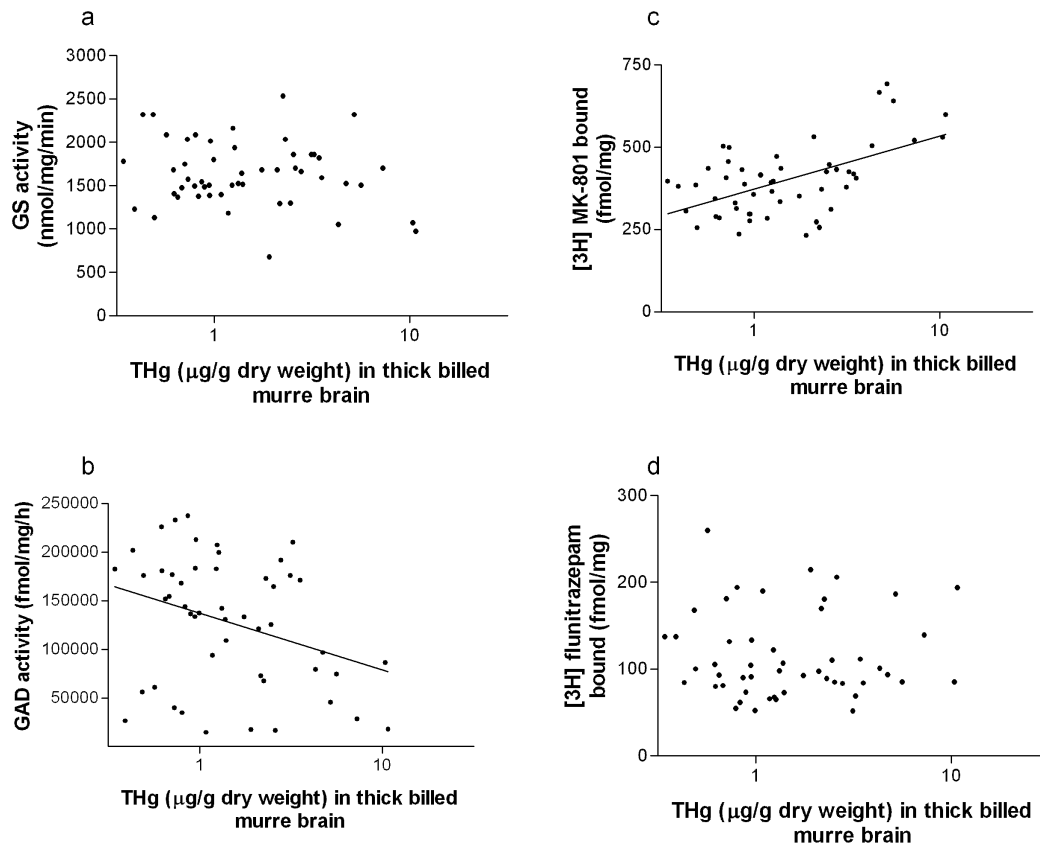 a
3000
2500
2000
1500
1000
500
0
GS activity
(nmol/mg/min)
1 10
THg (μg/g dry weight) in thick billed
murre brain
c
750
500
250
0
[3H] MK-801 bound
(fmol/mg)
1 10
THg (μg/g dry weight) in thick billed
murre brain
b
250000
200000
150000
100000
50000
GAD activity (fmol/mg/h)
1 10
THg (μg/g dry weight) in thick billed
murre brain
d
300
200
100
0
[3H] flunitrazepam
bound (fmol/mg)
1 10
THg (μg/g dry weight) in thick billed
murre brain